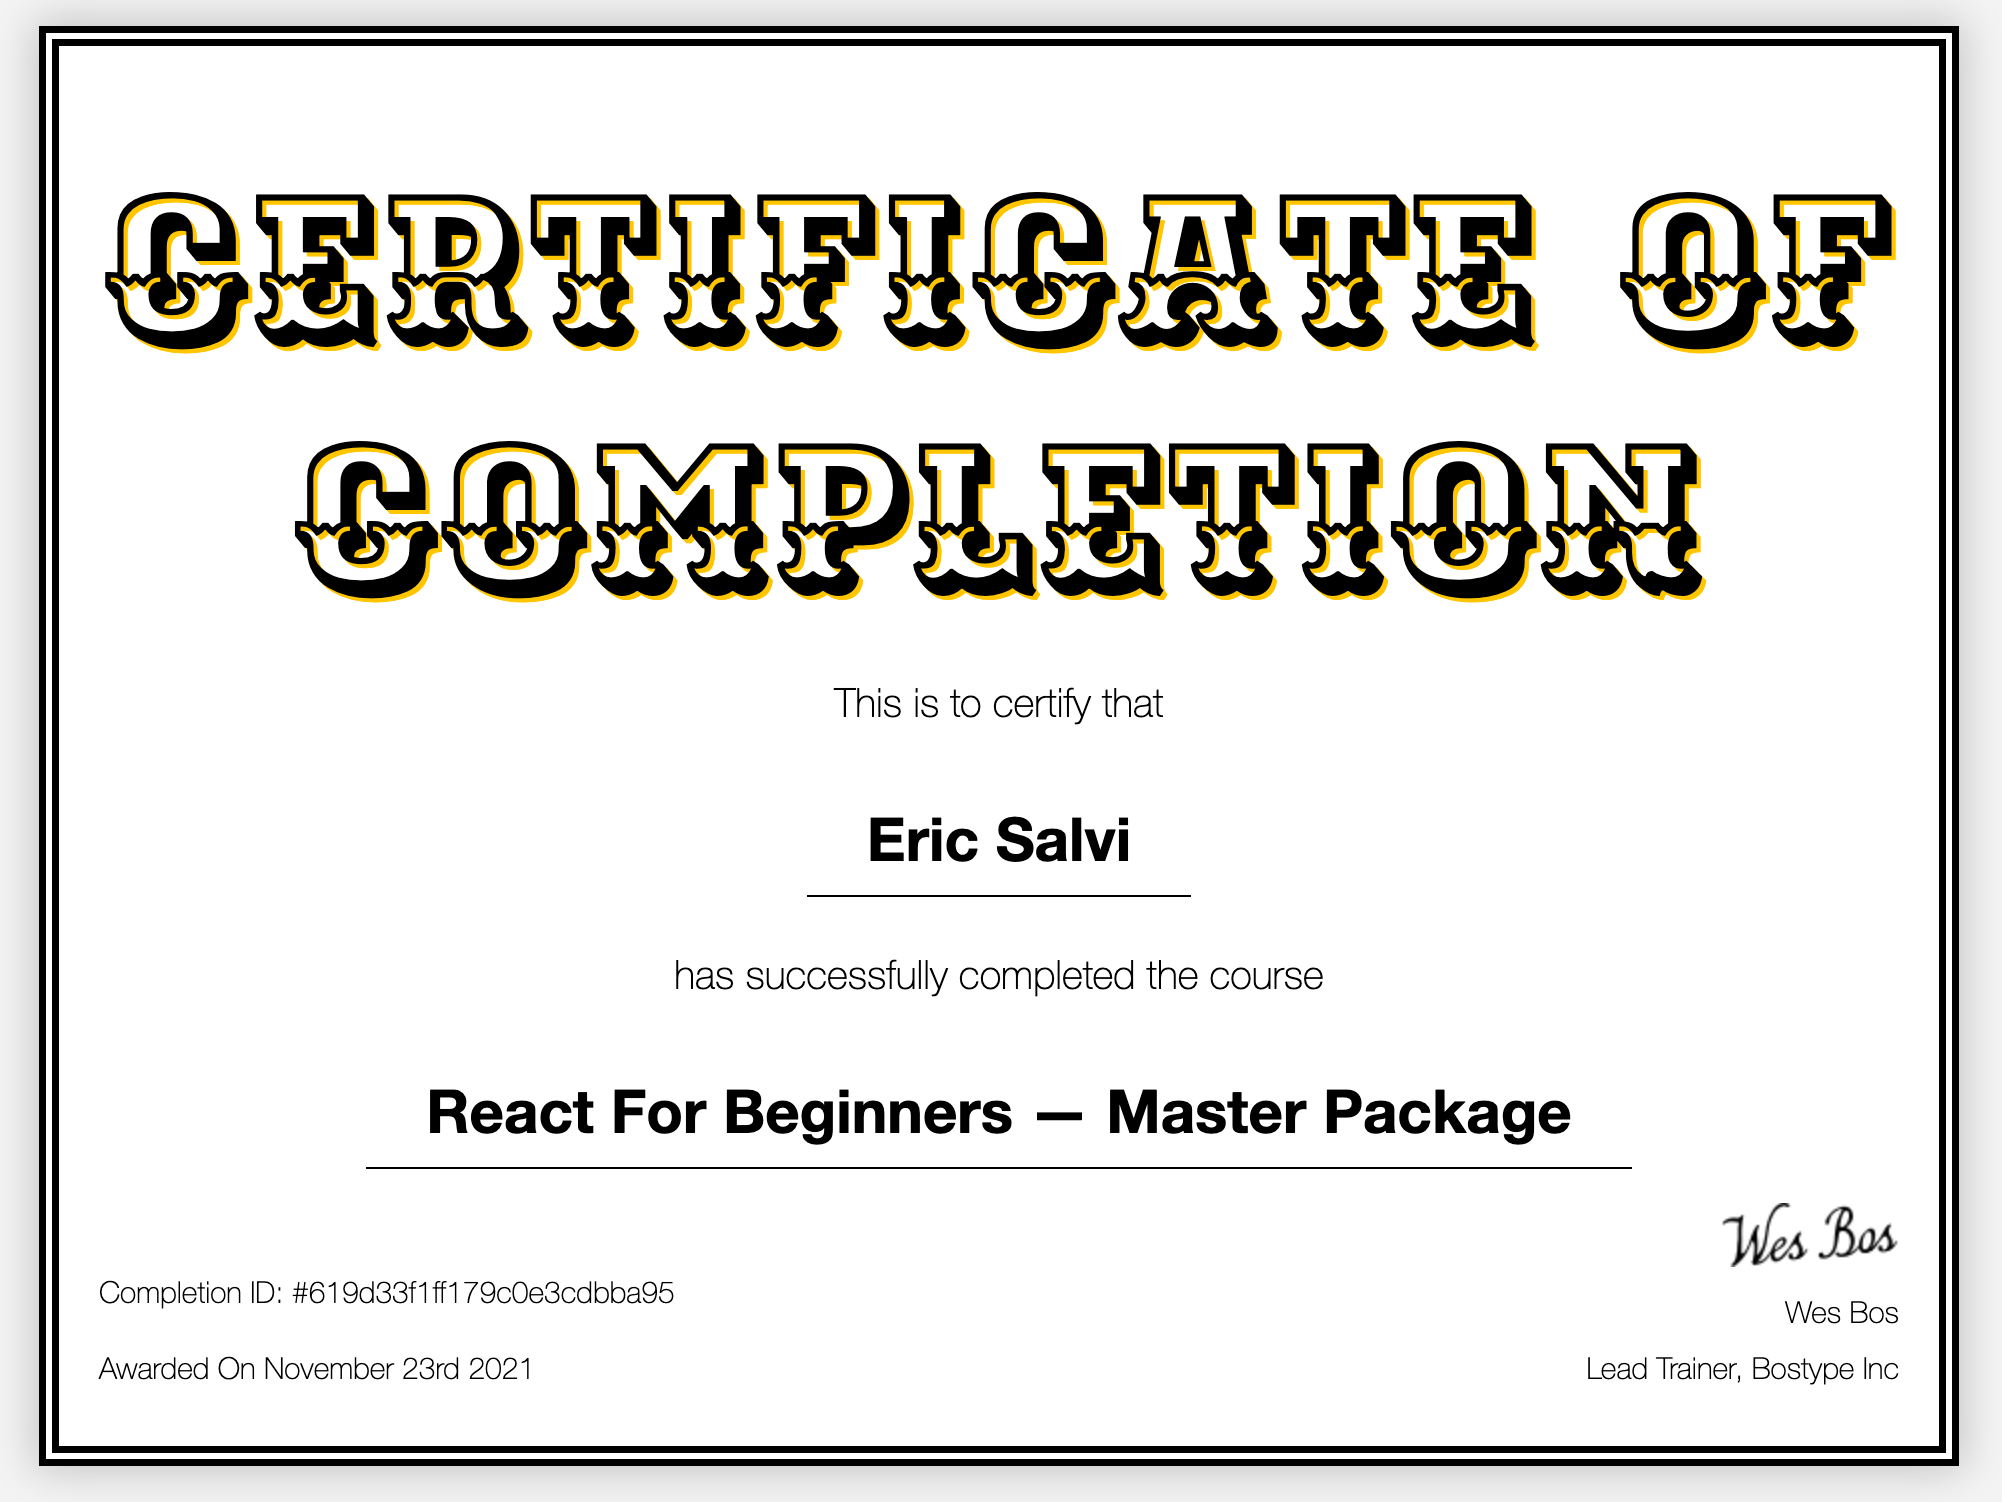 CERTIFICATE OF
COMPLETION
This is to certify that
Eric Salvi
has successfully completed the course
React For Beginners — Master Package
Wes Bos
Completion ID: #619d33f1ff179c0e3cdbba95
Wes Bos
Awarded On November 23rd 2021
Lead Trainer, Bostype Inc